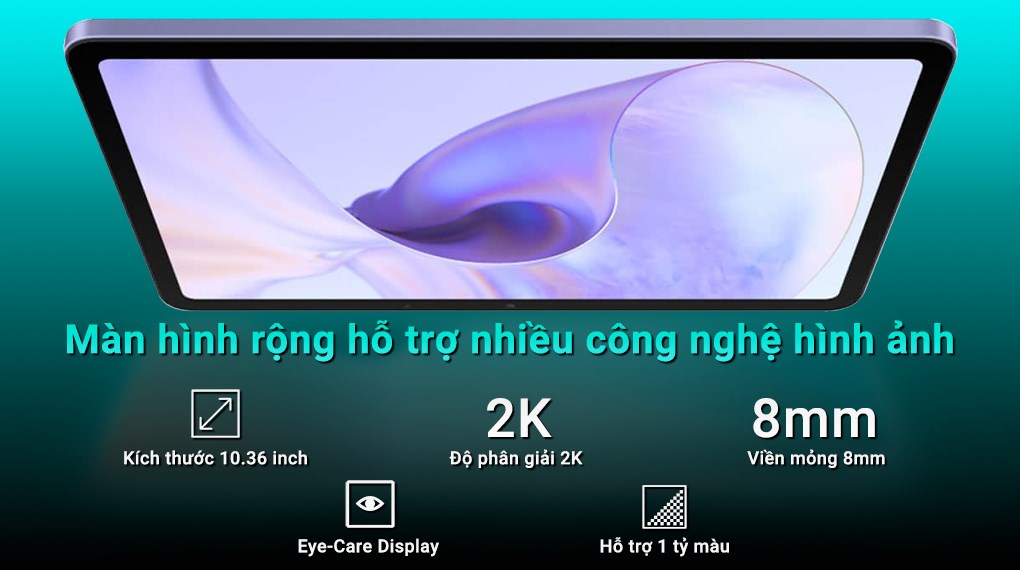 Màn hình rộng hỗ trợ nhiều công nghệ hình ảnh
2K
8mm
Kích thước 10.36 inch
Độ phân giải 2K
Viền mỏng 8mm
Eye-Care Display
Hỗ trợ 1 tỷ màu